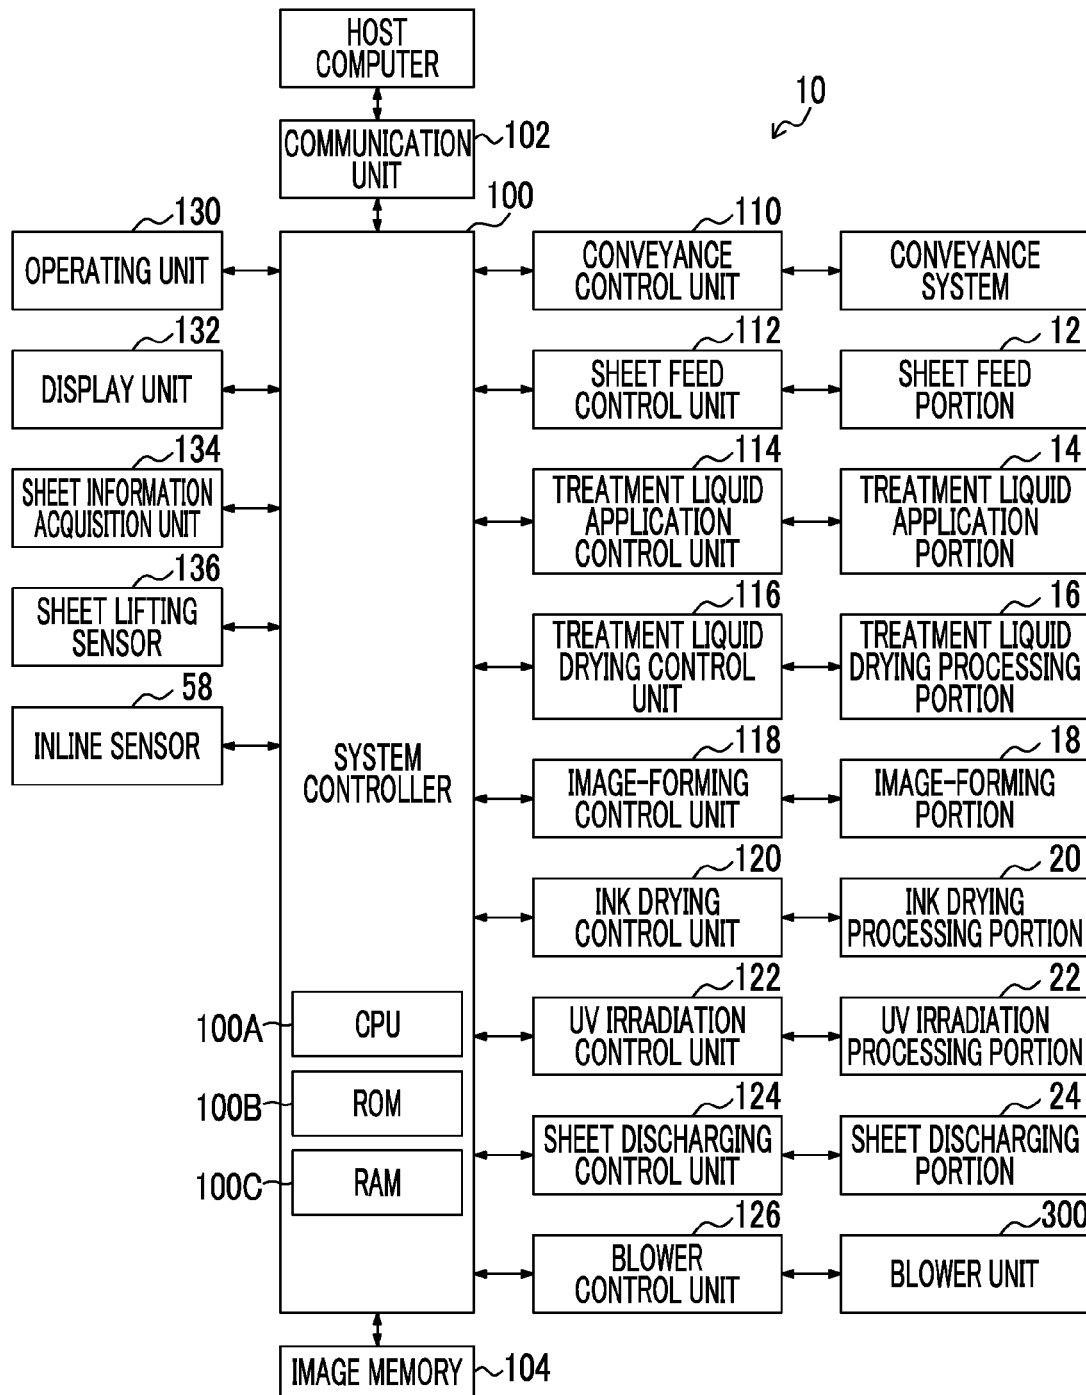 HOST
COMPUTER
10
COMMUNICATION
UNIT
102
100
130
OPERATING UNIT
132
DISPLAY UNIT
134
SHEET INFORMATION
ACQUISITION UNIT
136
SHEET LIFTING
SENSOR
58
INLINE SENSOR
SYSTEM
CONTROLLER
100A
CPU
100B
ROM
100C
RAM
110
CONVEYANCE
CONTROL UNIT
CONVEYANCE
SYSTEM
112
SHEET FEED
CONTROL UNIT
12
SHEET FEED
PORTION
114
TREATMENT LIQUID
APPLICATION
CONTROL UNIT
14
TREATMENT LIQUID
APPLICATION
PORTION
116
TREATMENT LIQUID
DRYING CONTROL
UNIT
16
TREATMENT LIQUID
DRYING PROCESSING
PORTION
118
IMAGE-FORMING
CONTROL UNIT
18
IMAGE-FORMING
PORTION
120
INK DRYING
CONTROL UNIT
20
INK DRYING
PROCESSING PORTION
122
UV IRRADIATION
CONTROL UNIT
22
UV IRRADIATION
PROCESSING PORTION
124
SHEET DISCHARGING
CONTROL UNIT
24
SHEET DISCHARGING
PORTION
126
BLOWER
CONTROL UNIT
300
BLOWER UNIT
IMAGE MEMORY
104